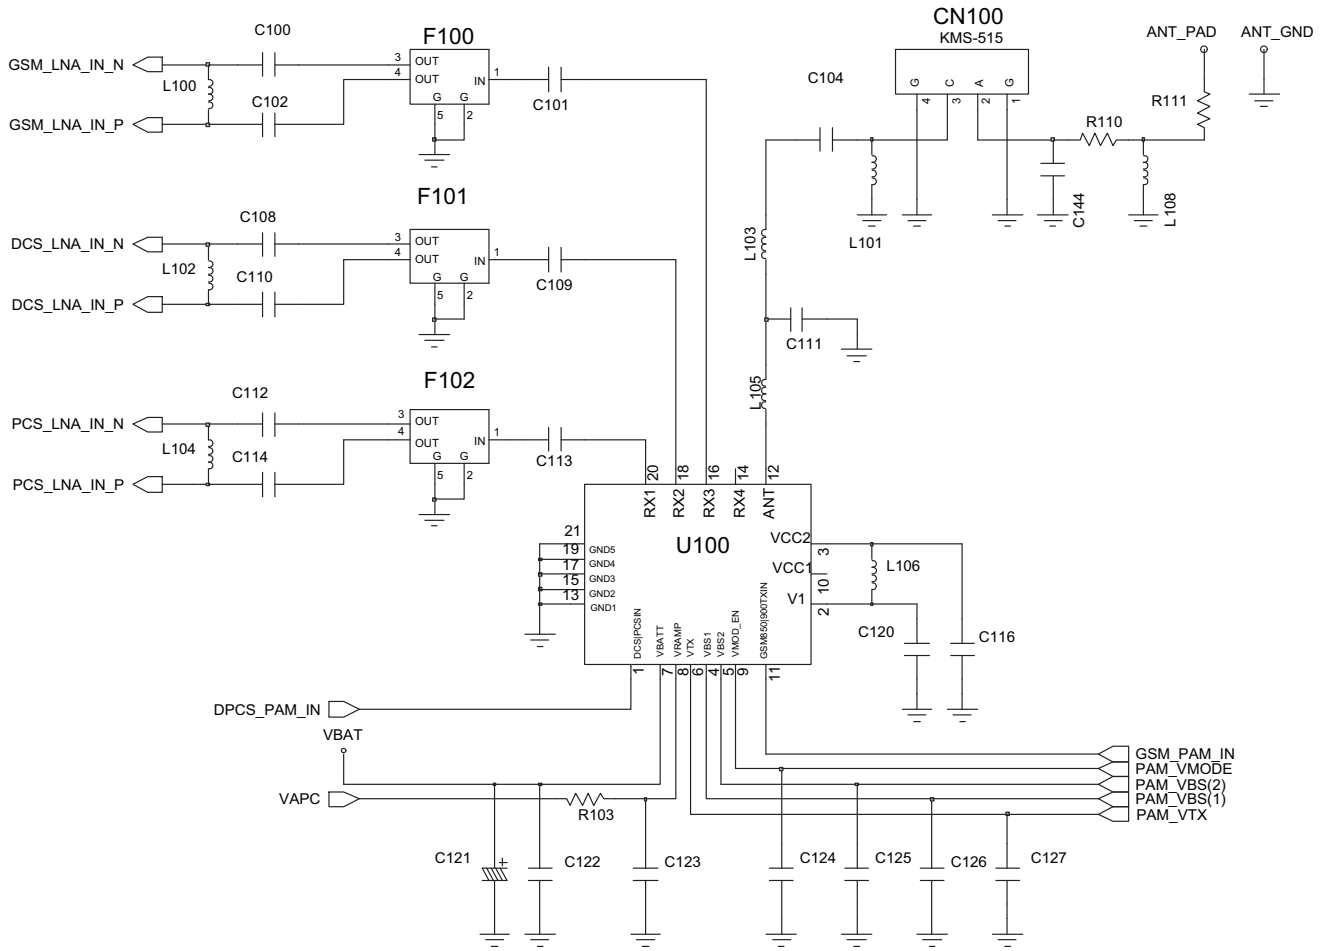 CN100
KMS-515
ANT_PAD
ANT_GND
C100
F100
GSM_LNA_IN_N
3
OUT
4
OUT
IN
1
G
G
5
2
L100
C102
C101
GSM_LNA_IN_P
C104
G
C
A
G
4
3
2
1
R111
R110
L101
C144
L108
F101
C108
DCS_LNA_IN_N
3
OUT
4
OUT
IN
1
G
G
5
2
L102
C110
C109
DCS_LNA_IN_P
L103
C111
F102
C112
PCS_LNA_IN_N
3
OUT
4
OUT
IN
1
G
G
5
2
L104
C114
C113
PCS_LNA_IN_P
L105
20
18
16
14
12
RX1
RX2
RX3
RX4
ANT
U100
21
GND5
19
GND4
17
GND3
15
GND2
13
GND1
VCC2
3
VCC1
10
V1
2
L106
C120
C116
DCS|PCSIN
VBATT
VRAMP
VTX
VBS1
VBS2
VMOD_EN
GSM850|900TXIN
1
7
8
6
4
5
9
11
DPCS_PAM_IN
VBAT
VAPC
R103
GSM_PAM_IN
PAM_VMODE
PAM_VBS(2)
PAM_VBS(1)
PAM_VTX
C121
+
C122
C123
C124
C125
C126
C127